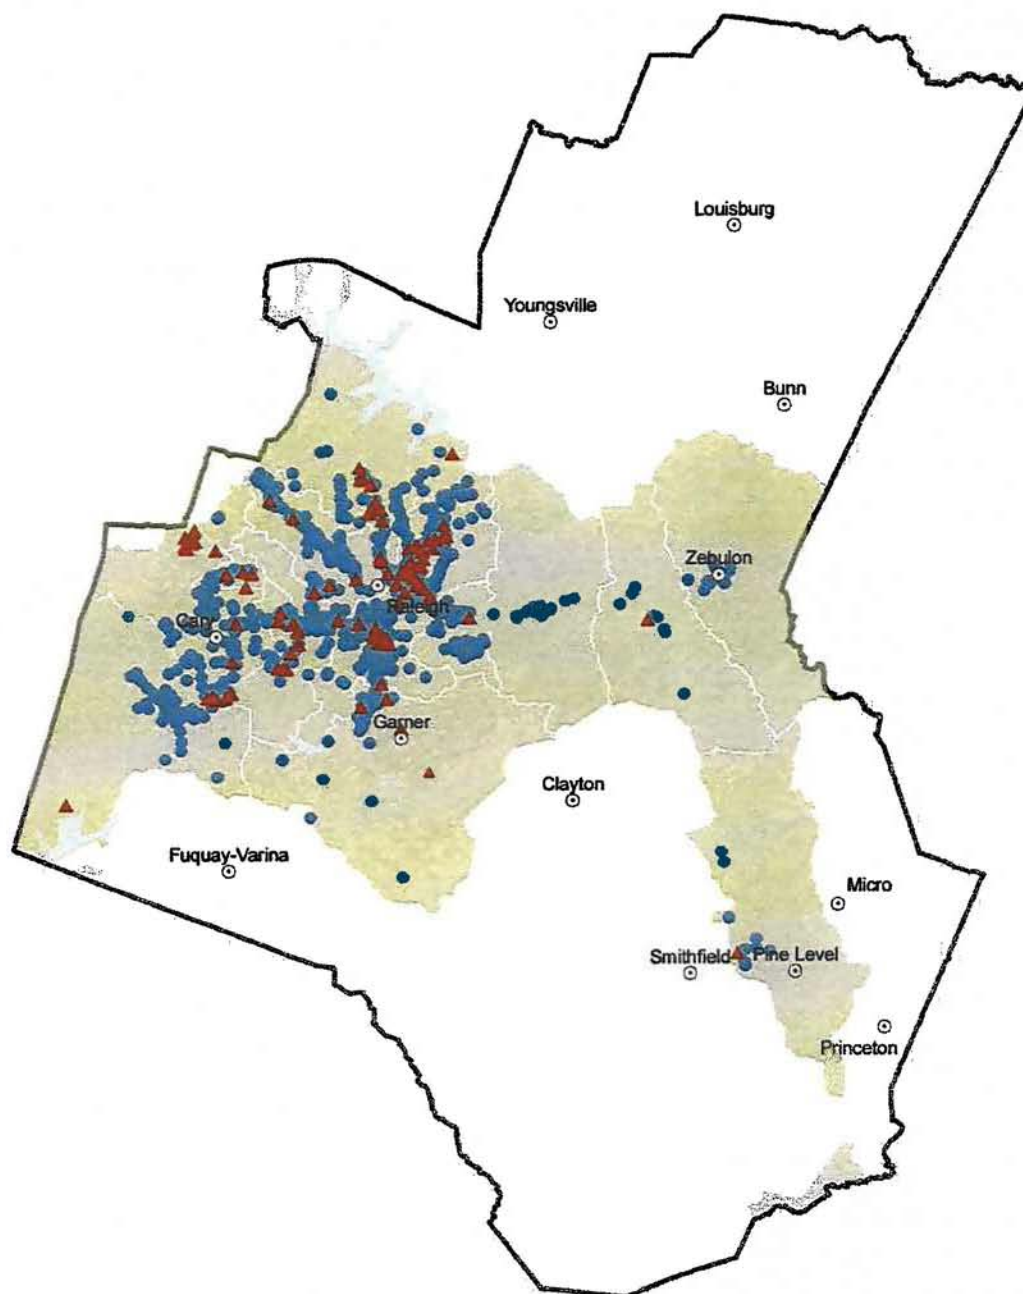 Louisburg
Youngsville
Bunn
Zebulon
Raleigh
Cary
Garner
Clayton
Fuquay-Varina
Micro
Smithfield
Pine Level
Princeton